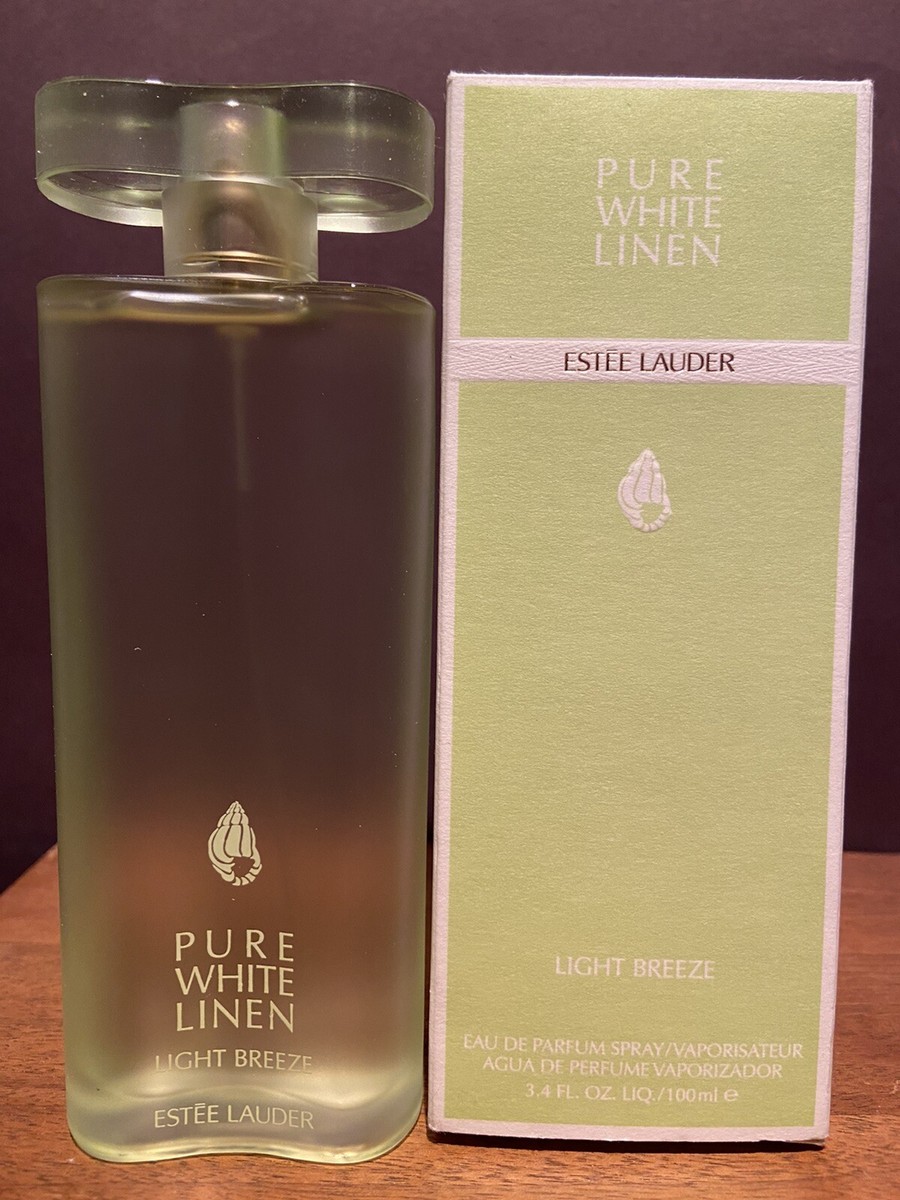 PURE
WHITE
LINEN
LIGHT BREEZE
ESTĒE LAUDER
PURE
WHITE
LINEN
ESTĒE LAUDER
LIGHT BREEZE
EAU DE PARFUM SPRAY/VAPORISATEUR
AGUA DE PERFUME VAPORIZADOR
3.4 FL. OZ. LIQ./100ml ℮